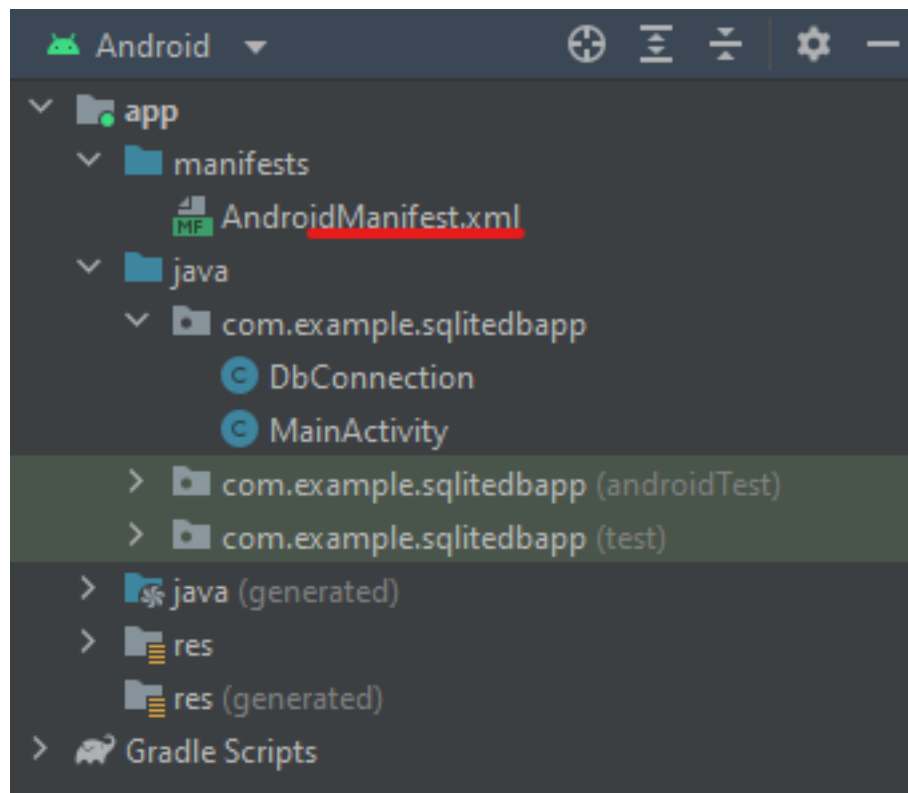 Android
app
manifests
MF AndroidManifest.xml
java
com.example.sqlitedbapp
C DbConnection
C MainActivity
com.example.sqlitedbapp (androidTest)
com.example.sqlitedbapp (test)
java (generated)
res
res (generated)
Gradle Scripts